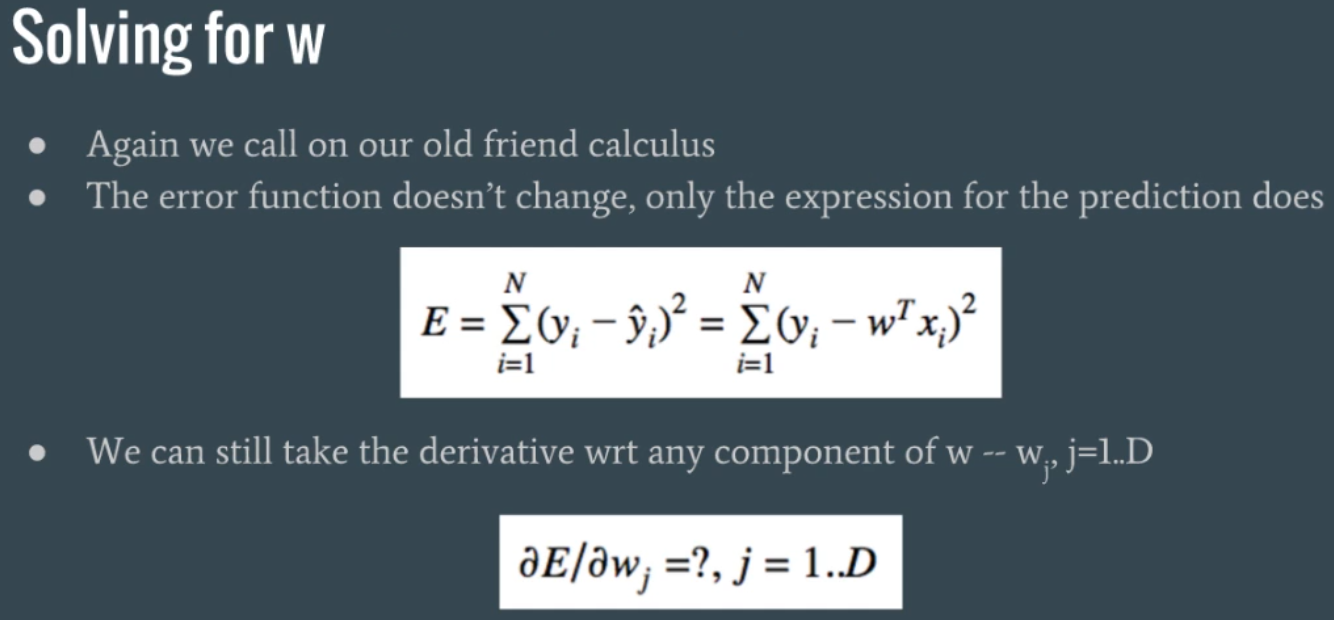 Solving for w
● Again we call on our old friend calculus
● The error function doesn't change, only the expression for the prediction does
E = ∑_{i=1}^{N} (y_i − ŷ_i)² = ∑_{i=1}^{N} (y_i − w^T x_i)²
● We can still take the derivative wrt any component of w -- w_j, j=1..D
∂E/∂w_j =?, j = 1..D